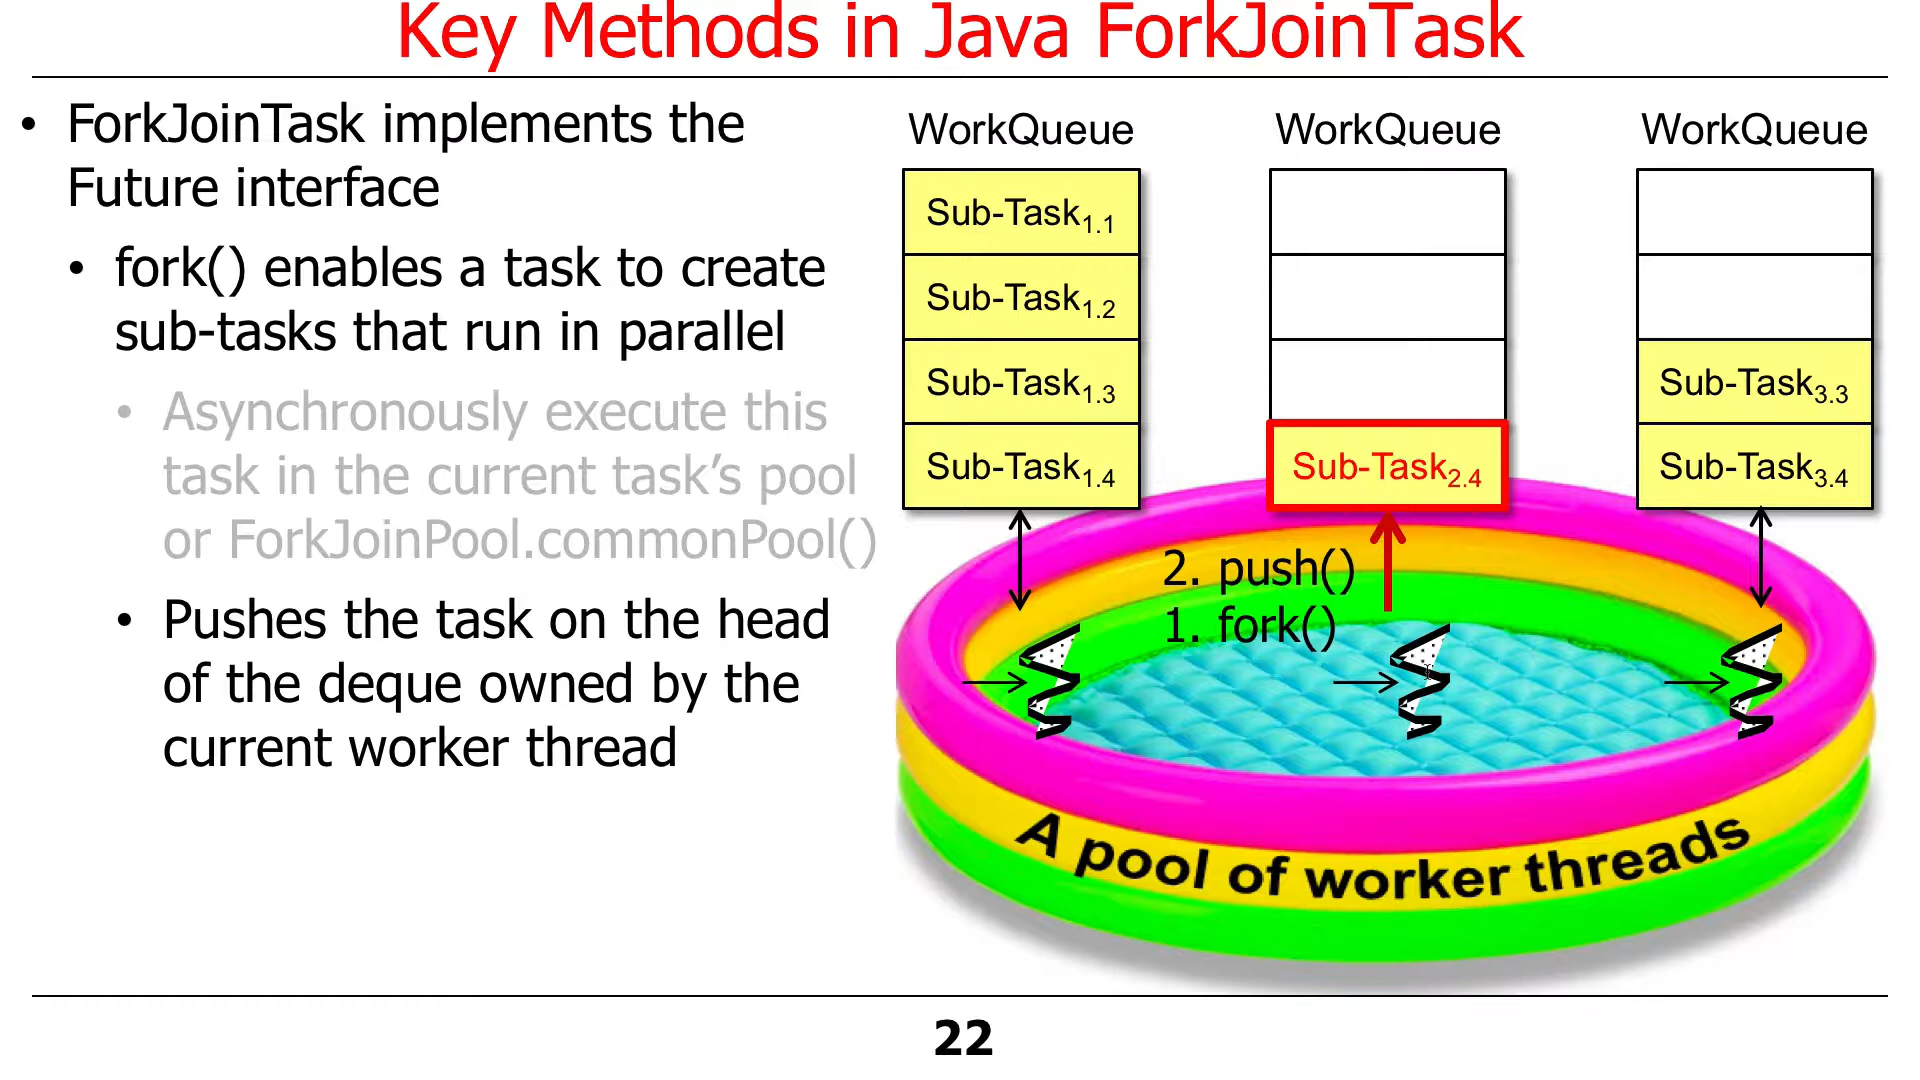 Key Methods in Java ForkJoinTask
• ForkJoinTask implements the
Future interface
• fork() enables a task to create
sub-tasks that run in parallel
• Asynchronously execute this
task in the current task’s pool
or ForkJoinPool.commonPool()
• Pushes the task on the head
of the deque owned by the
current worker thread
WorkQueue
Sub-Task1.1
Sub-Task1.2
Sub-Task1.3
Sub-Task1.4
WorkQueue
Sub-Task2.4
WorkQueue
Sub-Task3.3
Sub-Task3.4
2. push()
1. fork()
A pool of worker threads
22